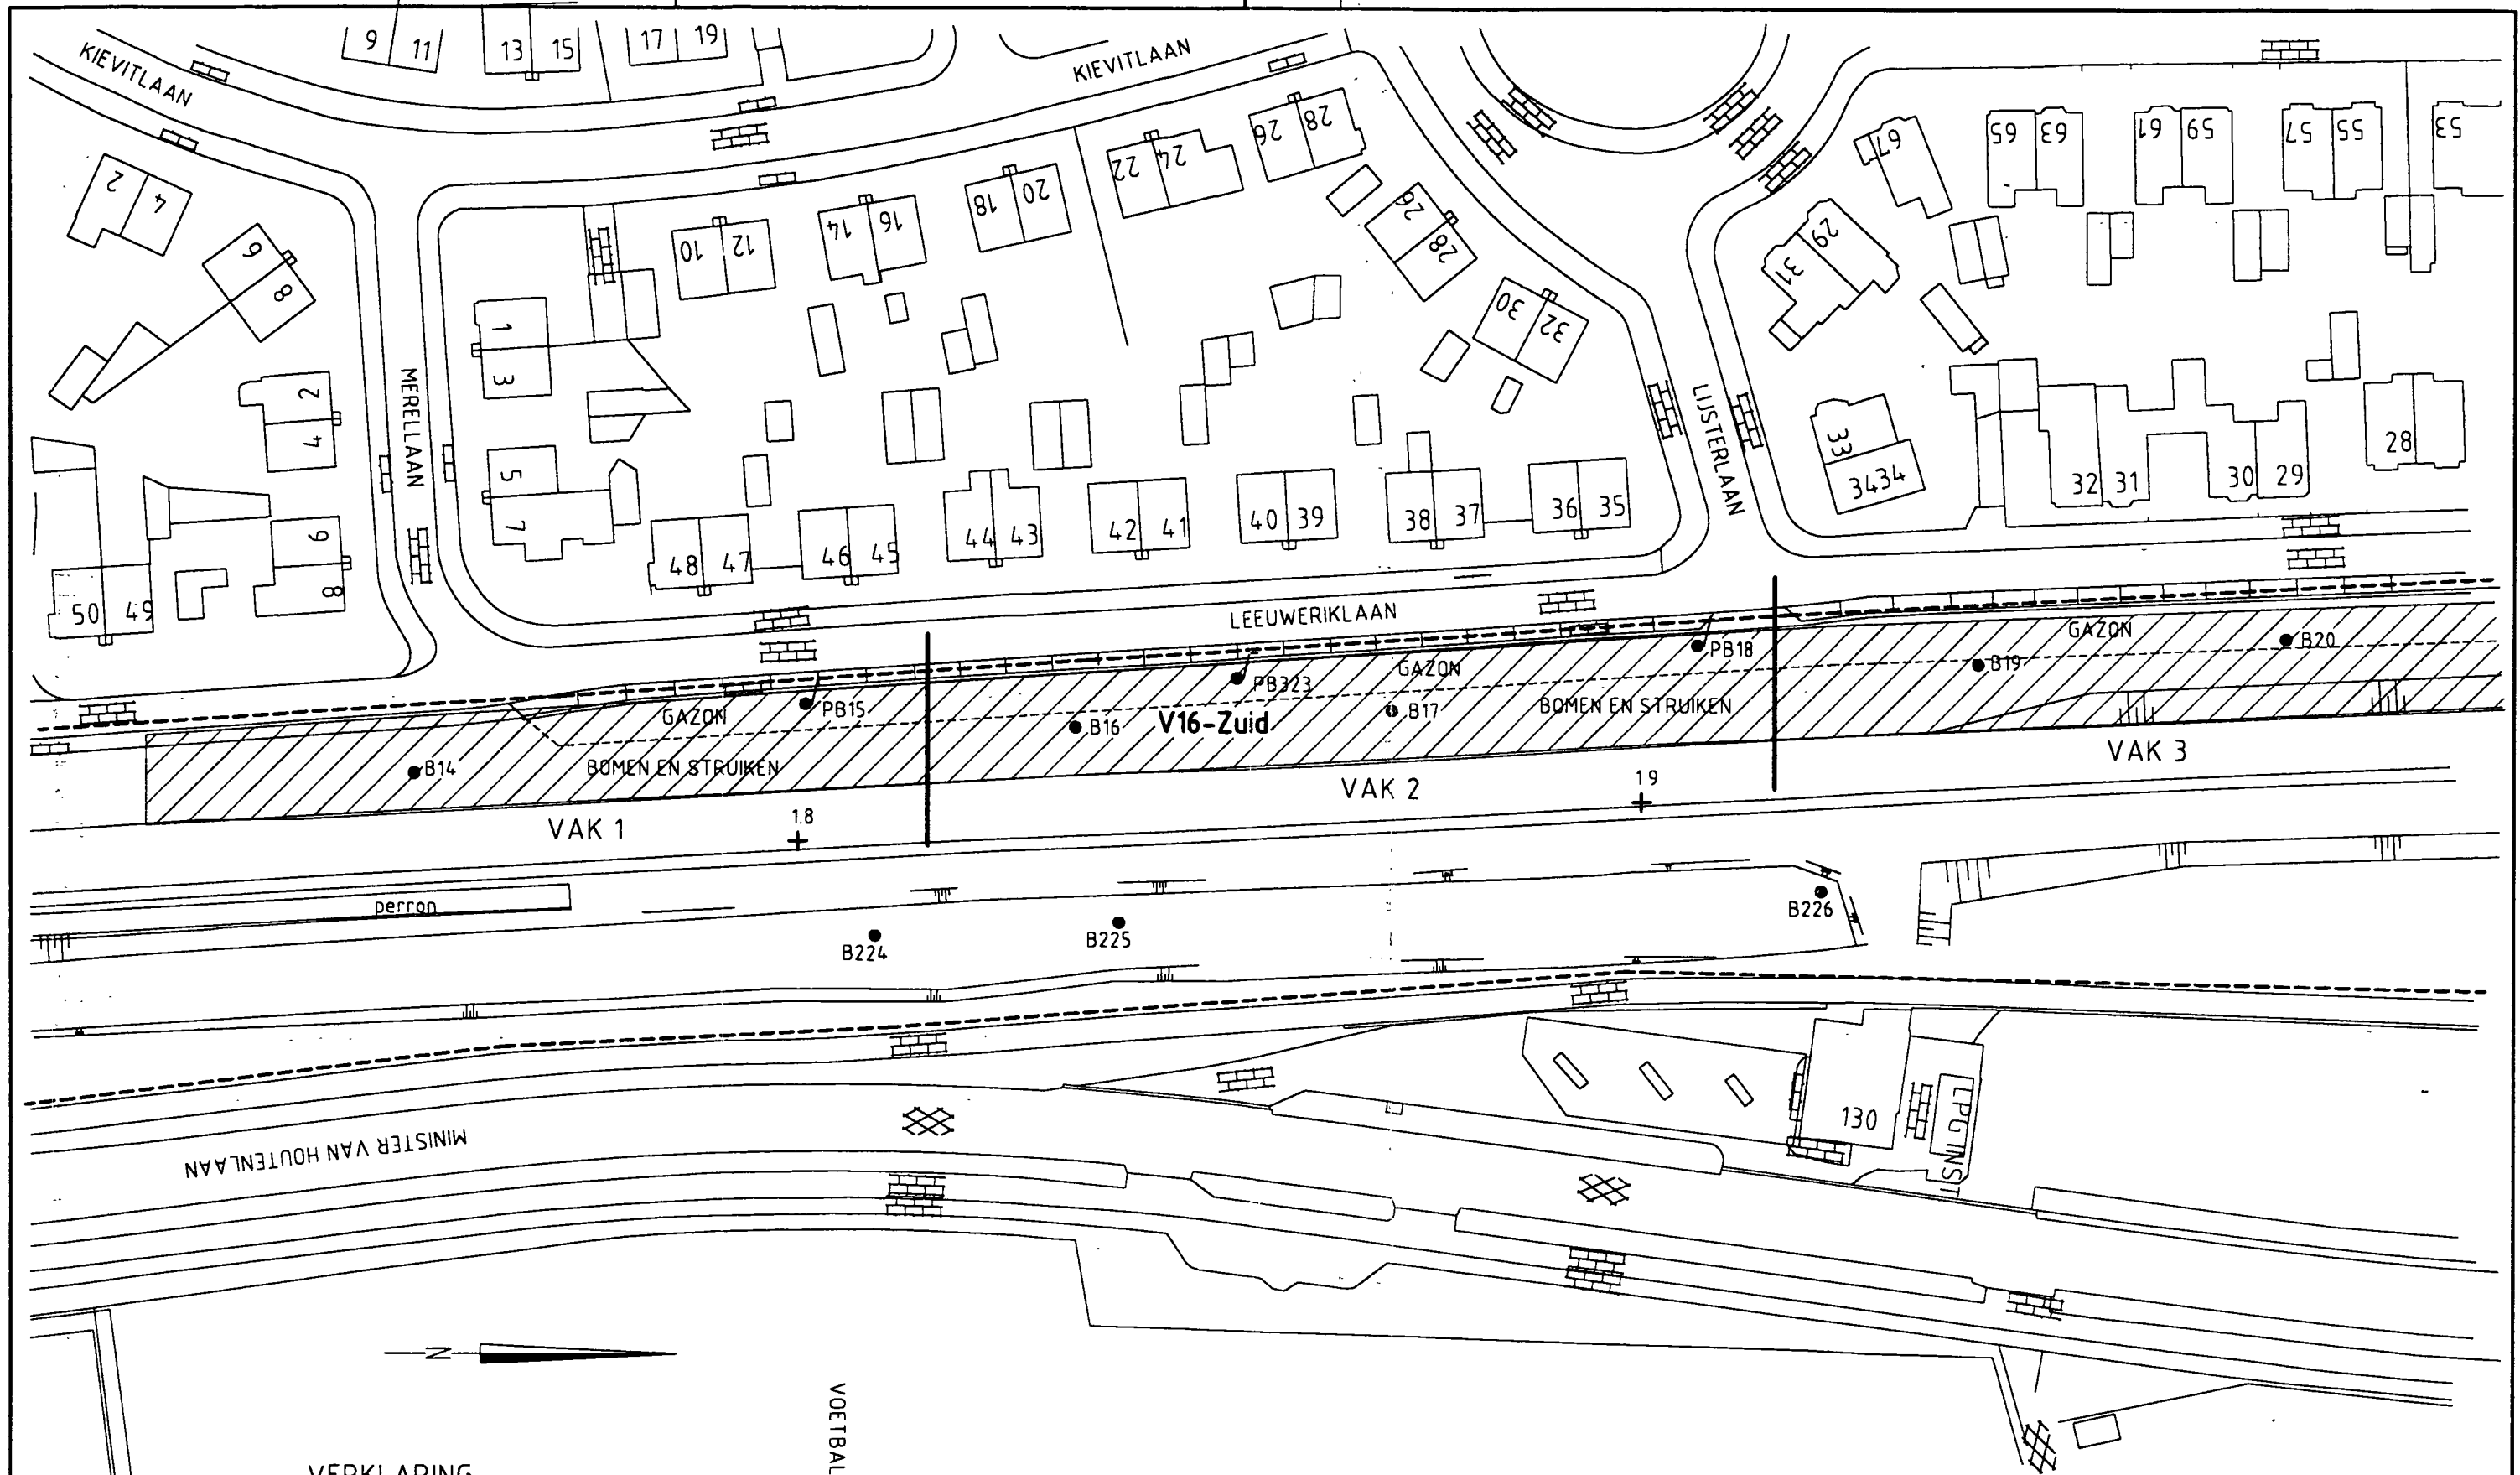 9 11 13 15 17 19
KIEVITLAAN
KIEVITLAAN
2 4
6 8
10 12
14 16
18 20
22 24
26 28
26 28
30 32
67 65 63 61 59 57 55 53
31 29
1
3
5
7
2
4
6
8
MERELLAAN
LIJSTERLAAN
33
34 34
32 31
30 29
28
50 49
48 47
46 45
44 43
42 41
40 39
38 37
36 35
LEEUWERIKLAAN
GAZON
GAZON
GAZON
PB15
PB323
PB18
B19
B20
B14
B16
V16-Zuid
B17
BOMEN EN STRUIKEN
BOMEN EN STRUIKEN
VAK 1
VAK 2
VAK 3
1.8
19
perron
B224
B225
B226
130
LPG INST
MINISTER VAN HOUTENLAAN
N
VOETBAL
VERKLARING